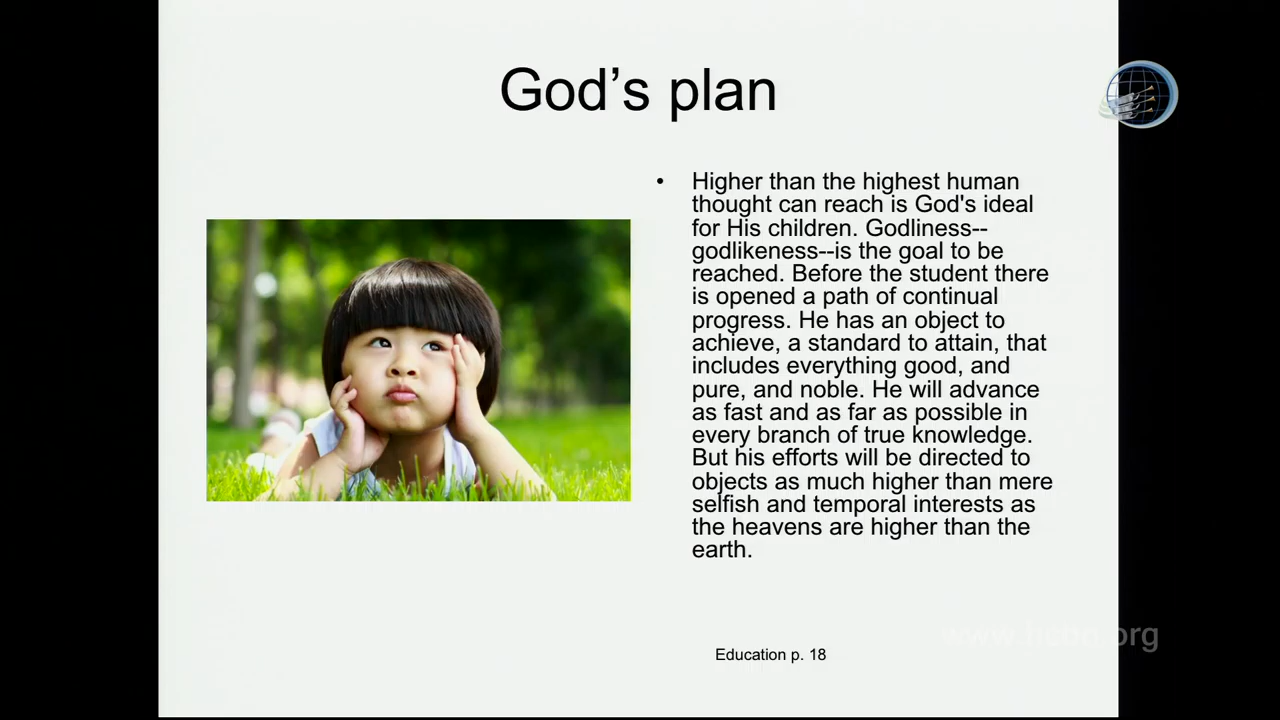 God’s plan
• Higher than the highest human
thought can reach is God's ideal
for His children. Godliness--
godlikeness--is the goal to be
reached. Before the student there
is opened a path of continual
progress. He has an object to
achieve, a standard to attain, that
includes everything good, and
pure, and noble. He will advance
as fast and as far as possible in
every branch of true knowledge.
But his efforts will be directed to
objects as much higher than mere
selfish and temporal interests as
the heavens are higher than the
earth.
Education p. 18